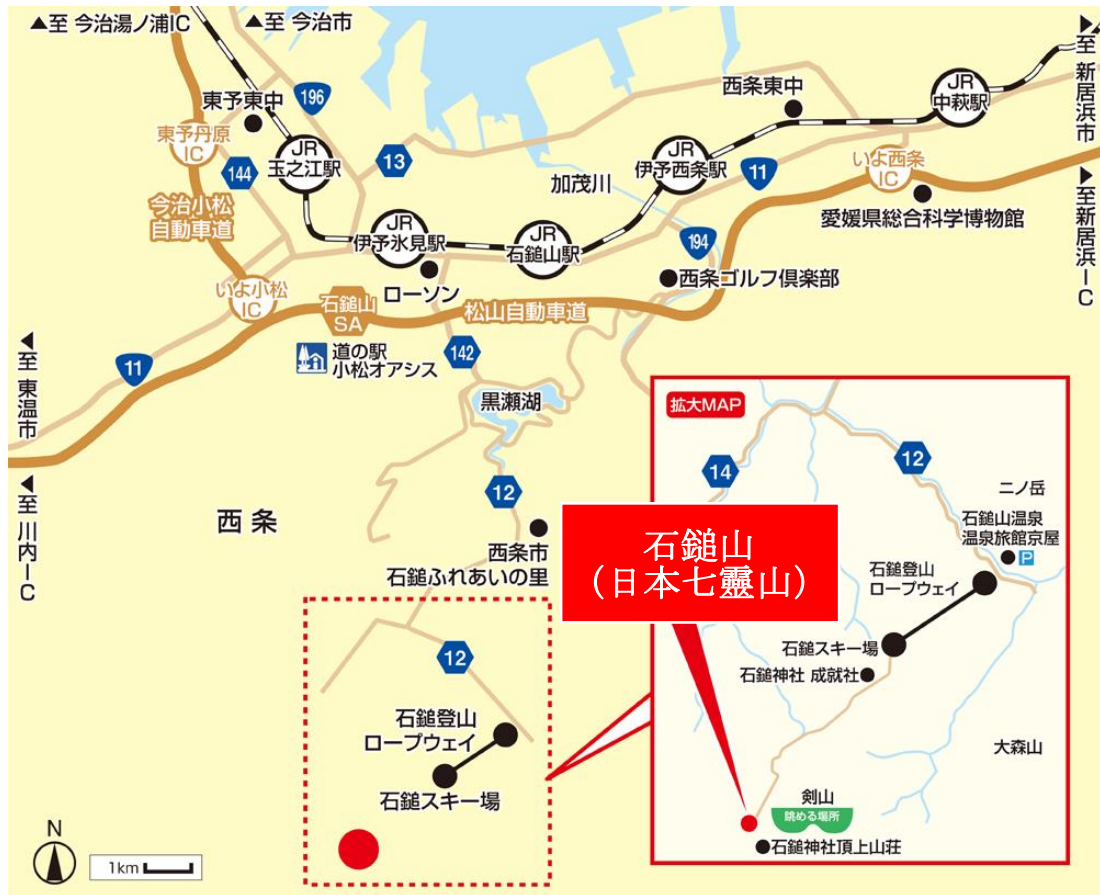 ▲至 今治湯ノ浦IC
▲至 今治市
▶至 新居浜市
東予東中
196
西条東中
JR
中萩駅
東予丹原
IC
144
JR
玉之江駅
13
加茂川
JR
伊予西条駅
11
いよ西条
IC
愛媛県総合科学博物館
▶至新居浜IC
今治小松
自動車道
JR
伊予氷見駅
JR
石鎚山駅
194
ローソン
西条ゴルフ倶楽部
いよ小松
IC
石鎚山
SA
松山自動車道
◀至 東温市
11
道の駅
小松オアシス
142
黒瀬湖
◀至 川内IC
西条
12
西条市
石鎚ふれあいの里
12
石鎚登山
ロープウェイ
石鎚スキー場
N
1km
拡大MAP
14
12
二ノ岳
石鎚山温泉
温泉旅館京屋
P
石鎚山
(日本七靈山)
石鎚登山
ロープウェイ
石鎚スキー場
石鎚神社 成就社
大森山
剣山
眺める場所
石鎚神社頂上山荘